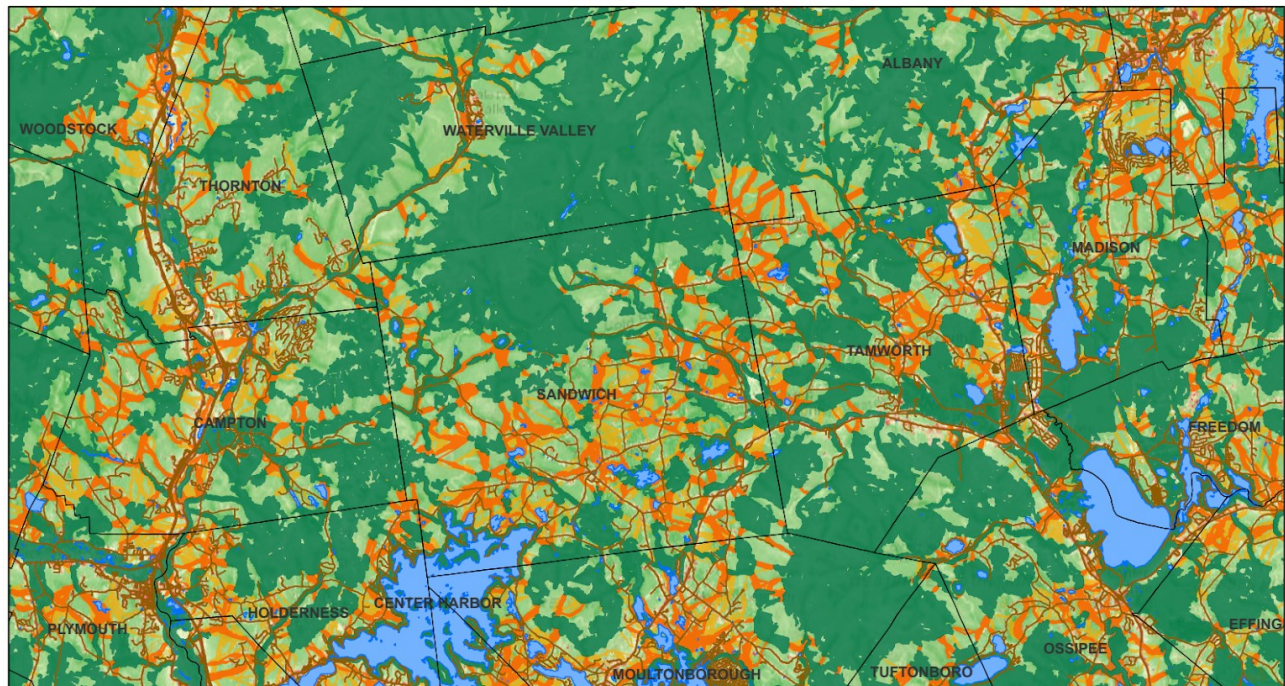 ALBANY
WOODSTOCK
WATERVILLE VALLEY
THORNTON
MADISON
TAMWORTH
SANDWICH
CAMPTON
FREEDOM
CENTER HARBOR
HOLDERNESS
PLYMOUTH
EFFING
OSSIPEE
TUFTONBORO
MOULTONBOROUGH